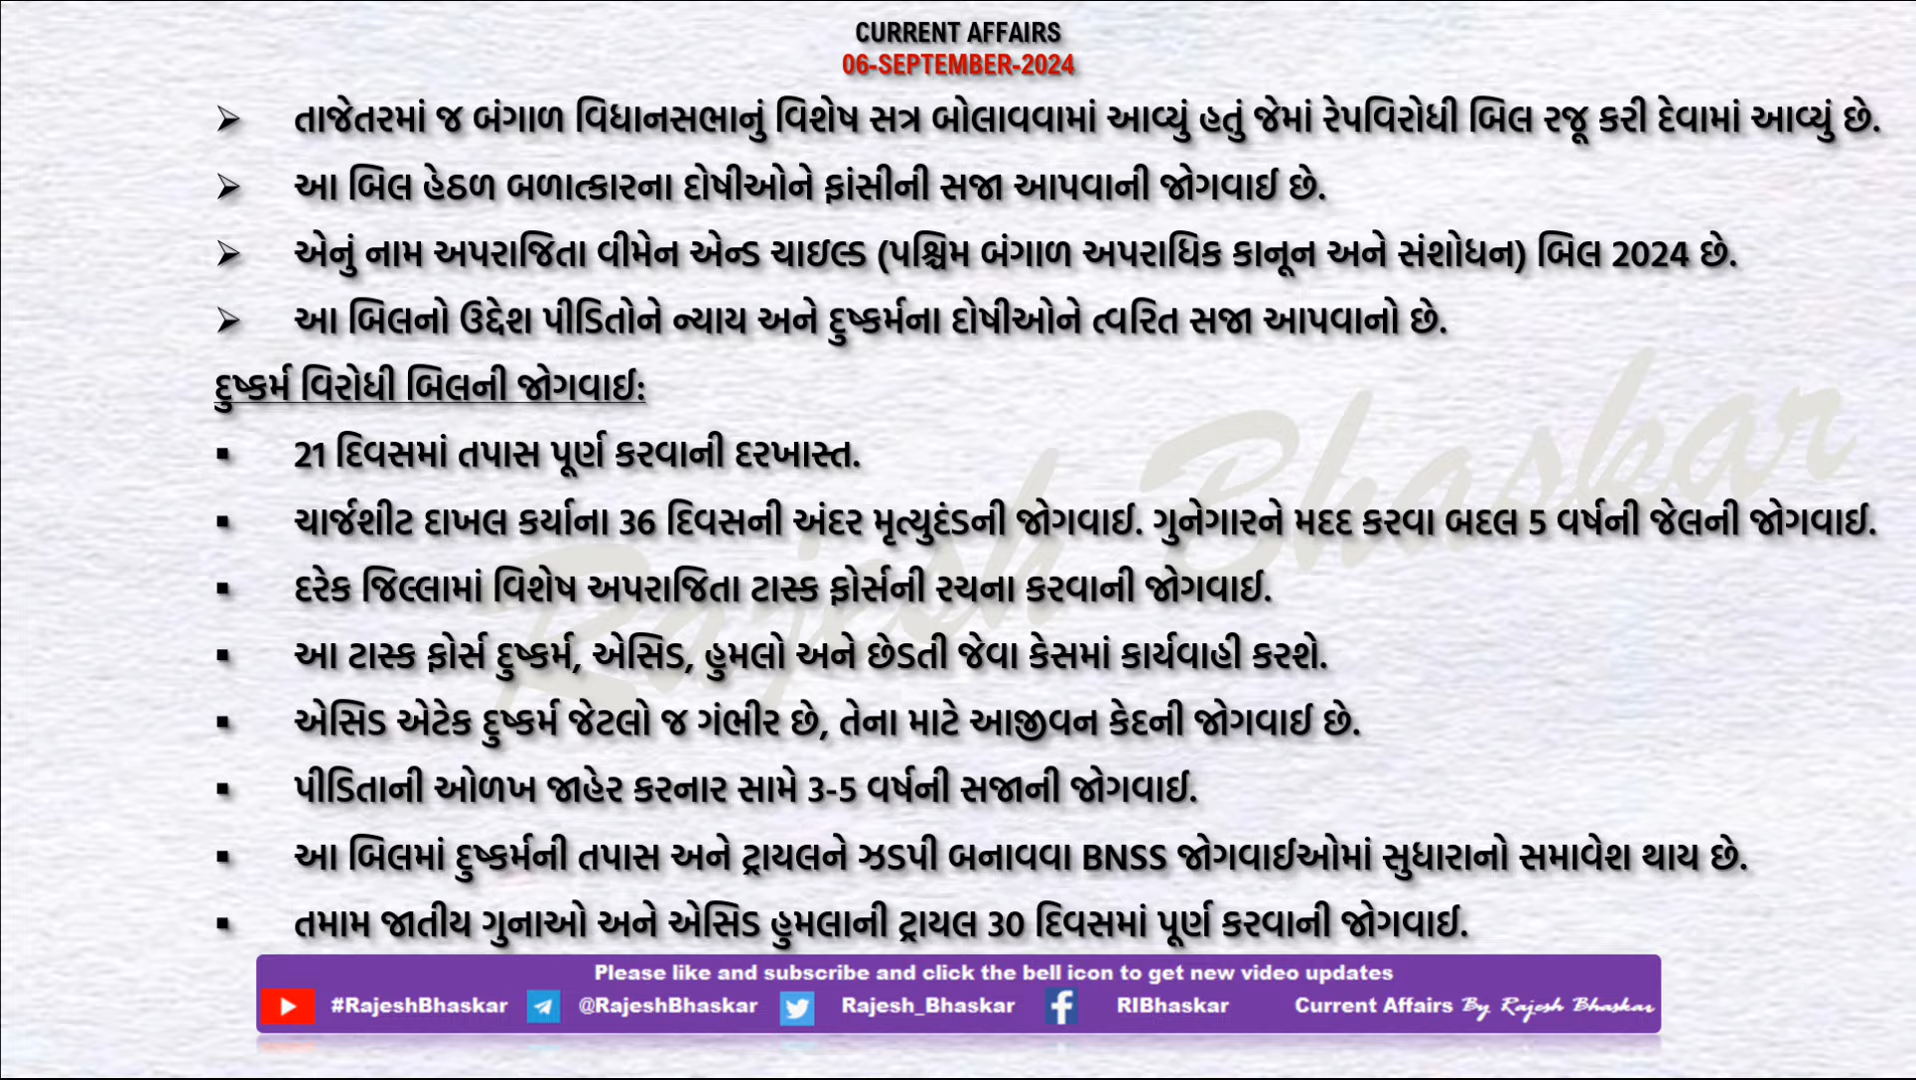 CURRENT AFFAIRS
06-SEPTEMBER-2024
➢ તાજેતરમાં જ બંગાળ વિધાનસભાનું વિશેષ સત્ર બોલાવવામાં આવ્યું હતું જેમાં રેપવિરોધી બિલ રજૂ કરી દેવામાં આવ્યું છે.
➢ આ બિલ હેઠળ બળાત્કારના દોષીઓને ફાંસીની સજા આપવાની જોગવાઈ છે.
➢ એનું નામ અપરાજિતા વીમેન એન્ડ ચાઇલ્ડ (પશ્ચિમ બંગાળ અપરાધિક કાનૂન અને સંશોધન) બિલ 2024 છે.
➢ આ બિલનો ઉદ્દેશ પીડિતોને ન્યાય અને દુષ્કર્મના દોષીઓને ત્વરિત સજા આપવાનો છે.
દુષ્કર્મ વિરોધી બિલની જોગવાઈ:
▪ 21 દિવસમાં તપાસ પૂર્ણ કરવાની દરખાસ્ત.
▪ ચાર્જશીટ દાખલ કર્યાના 36 દિવસની અંદર મૃત્યુદંડની જોગવાઈ. ગુનેગારને મદદ કરવા બદલ 5 વર્ષની જેલની જોગવાઈ.
▪ દરેક જિલ્લામાં વિશેષ અપરાજિતા ટાસ્ક ફોર્સની રચના કરવાની જોગવાઈ.
▪ આ ટાસ્ક ફોર્સ દુષ્કર્મ, એસિડ, હુમલો અને છેડતી જેવા કેસમાં કાર્યવાહી કરશે.
▪ એસિડ એટેક દુષ્કર્મ જેટલો જ ગંભીર છે, તેના માટે આજીવન કેદની જોગવાઈ છે.
▪ પીડિતાની ઓળખ જાહેર કરનાર સામે 3-5 વર્ષની સજાની જોગવાઈ.
▪ આ બિલમાં દુષ્કર્મની તપાસ અને ટ્રાયલને ઝડપી બનાવવા BNSS જોગવાઈઓમાં સુધારાનો સમાવેશ થાય છે.
▪ તમામ જાતીય ગુનાઓ અને એસિડ હુમલાની ટ્રાયલ 30 દિવસમાં પૂર્ણ કરવાની જોગવાઈ.
Rajesh Bhaskar
Please like and subscribe and click the bell icon to get new video updates
#RajeshBhaskar @RajeshBhaskar Rajesh_Bhaskar RIBhaskar Current Affairs By Rajesh Bhaskar